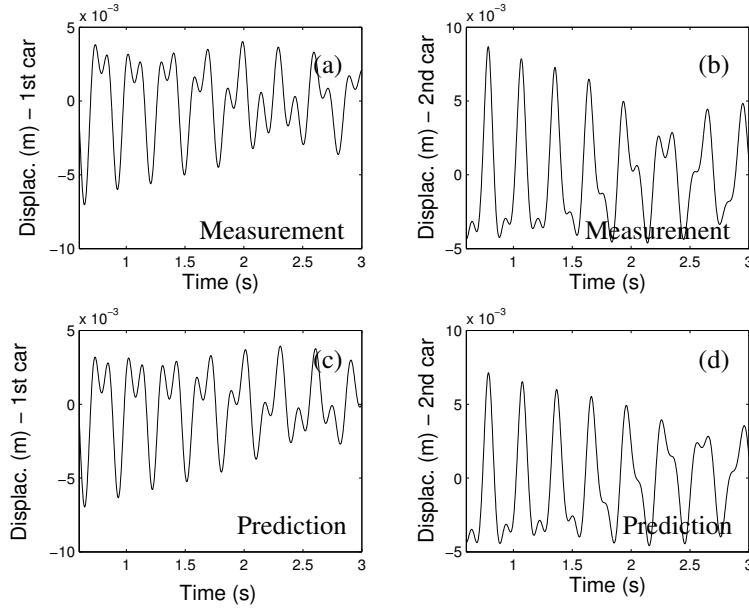 x 10⁻³
5
0
−5
−10
Displac. (m) − 1st car
(a)
Measurement
1
1.5
2
2.5
3
Time (s)
x 10⁻³
10
5
0
−5
Displac. (m) − 2nd car
(b)
Measurement
1
1.5
2
2.5
3
Time (s)
x 10⁻³
5
0
−5
−10
Displac. (m) − 1st car
(c)
Prediction
1
1.5
2
2.5
3
Time (s)
x 10⁻³
10
5
0
−5
Displac. (m) − 2nd car
(d)
Prediction
1
1.5
2
2.5
3
Time (s)